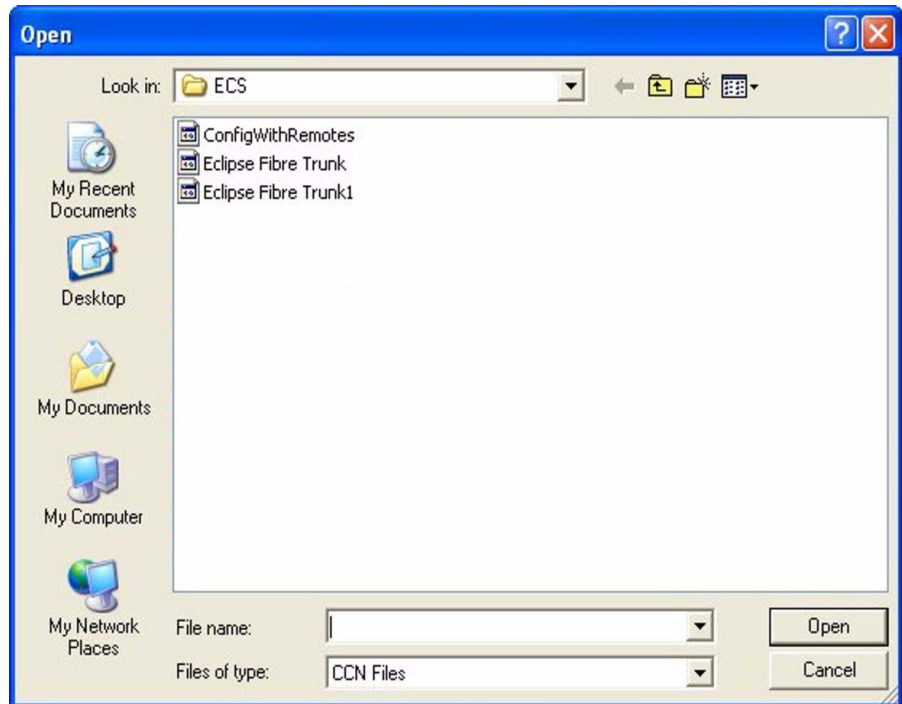 Open
Look in: ECS
ConfigWithRemotes
Eclipse Fibre Trunk
Eclipse Fibre Trunk1
My Recent
Documents
Desktop
My Documents
My Computer
My Network
Places
File name:
Open
Files of type: CCN Files
Cancel